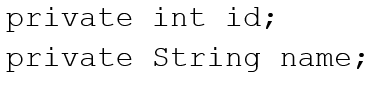 private int id;
private String name;